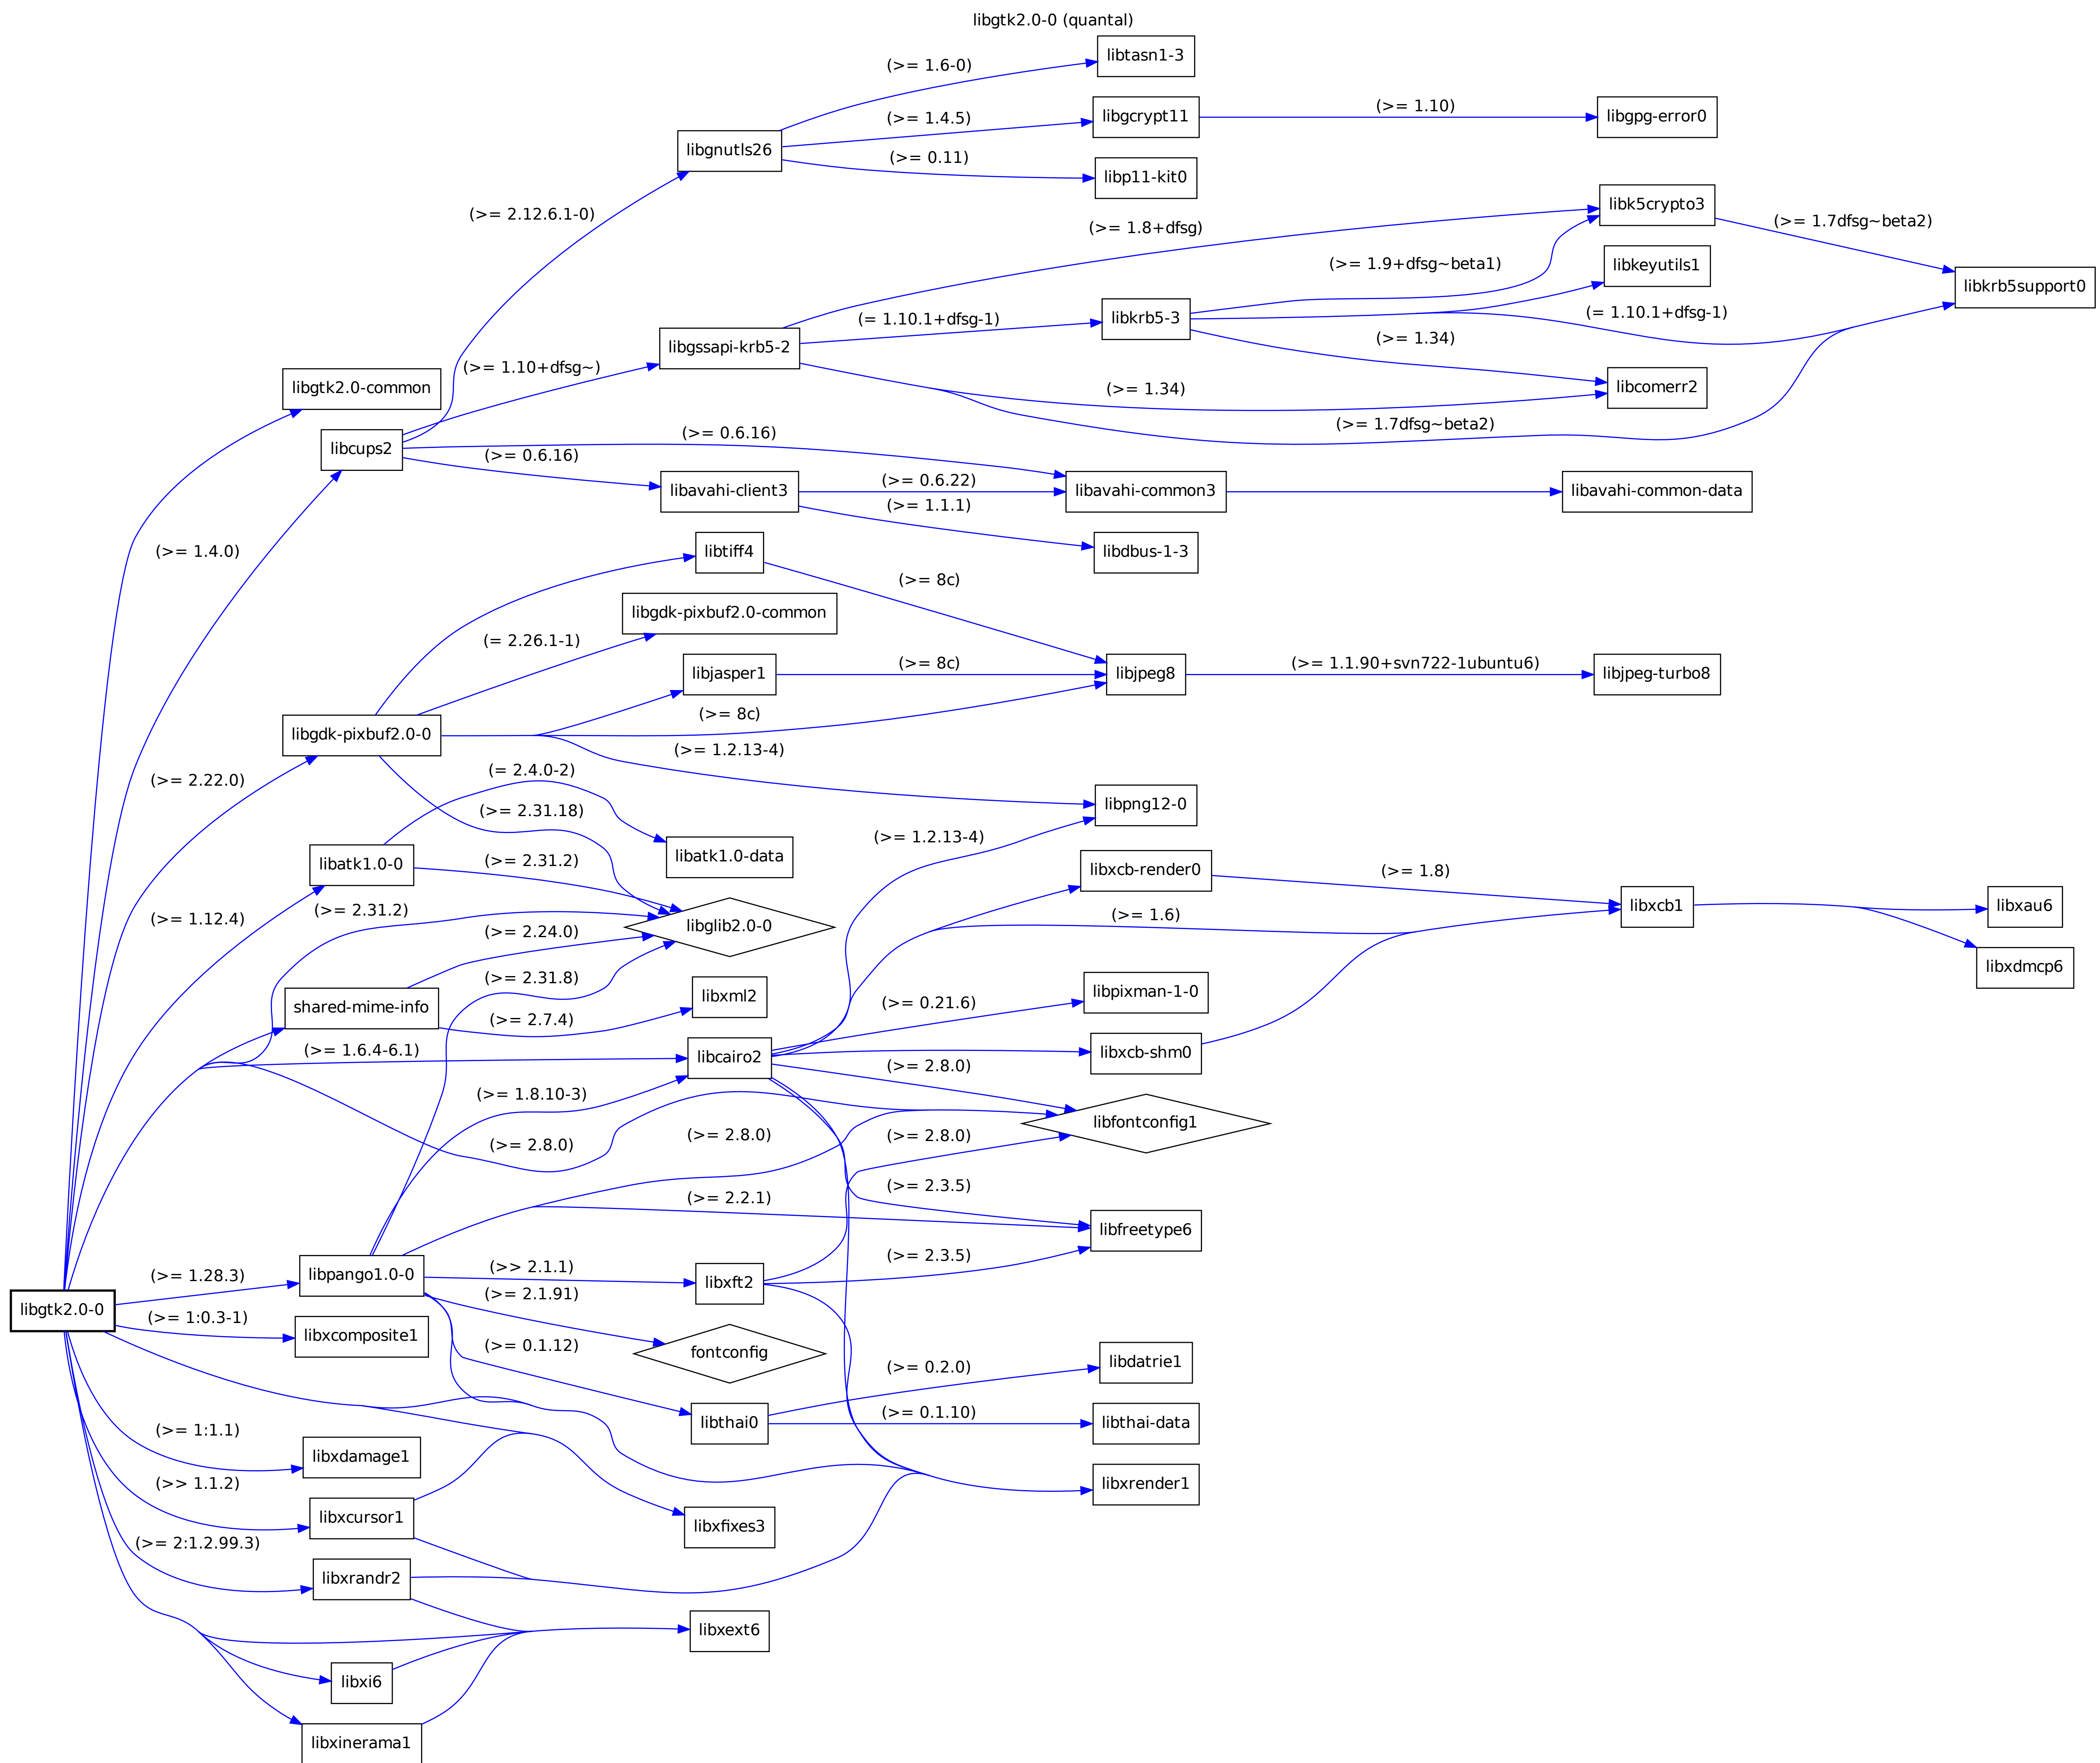 libgtk2.0-0 (quantal)
libtasn1-3
(>= 1.6-0)
(>= 1.10)
libgcrypt11
libgpg-error0
(>= 1.4.5)
libgnutls26
(>= 0.11)
libp11-kit0
libk5crypto3
(>= 2.12.6.1-0)
(>= 1.7dfsg~beta2)
(>= 1.8+dfsg)
(>= 1.9+dfsg~beta1)
libkeyutils1
libkrb5support0
(= 1.10.1+dfsg-1)
libkrb5-3
(= 1.10.1+dfsg-1)
(>= 1.34)
libgssapi-krb5-2
(>= 1.10+dfsg~)
libgtk2.0-common
(>= 1.34)
libcomerr2
(>= 1.7dfsg~beta2)
(>= 0.6.16)
libcups2
(>= 0.6.16)
(>= 0.6.22)
libavahi-client3
libavahi-common3
libavahi-common-data
(>= 1.1.1)
(>= 1.4.0)
libtiff4
libdbus-1-3
(>= 8c)
libgdk-pixbuf2.0-common
(= 2.26.1-1)
(>= 8c)
(>= 1.1.90+svn722-1ubuntu6)
libjasper1
libjpeg8
libjpeg-turbo8
(>= 8c)
libgdk-pixbuf2.0-0
(>= 1.2.13-4)
(= 2.4.0-2)
(>= 2.22.0)
libpng12-0
(>= 2.31.18)
(>= 1.2.13-4)
libatk1.0-data
libatk1.0-0
(>= 2.31.2)
libxcb-render0
(>= 1.8)
(>= 2.31.2)
(>= 1.12.4)
(>= 1.6)
libxcb1
libxau6
libglib2.0-0
(>= 2.24.0)
libxdmcp6
(>= 2.31.8)
libxml2
libpixman-1-0
shared-mime-info
(>= 0.21.6)
(>= 2.7.4)
(>= 1.6.4-6.1)
libcairo2
libxcb-shm0
(>= 2.8.0)
(>= 1.8.10-3)
libfontconfig1
(>= 2.8.0)
(>= 2.8.0)
(>= 2.8.0)
(>= 2.3.5)
(>= 2.2.1)
libfreetype6
(>= 2.3.5)
(>> 2.1.1)
libpango1.0-0
(>= 1.28.3)
libxft2
(>= 2.1.91)
libgtk2.0-0
(>= 1:0.3-1)
libxcomposite1
(>= 0.1.12)
fontconfig
(>= 0.2.0)
libdatrie1
(>= 0.1.10)
libthai0
libthai-data
(>= 1:1.1)
libxdamage1
(>> 1.1.2)
libxrender1
libxcursor1
libxfixes3
(>= 2:1.2.99.3)
libxrandr2
libxext6
libxi6
libxinerama1